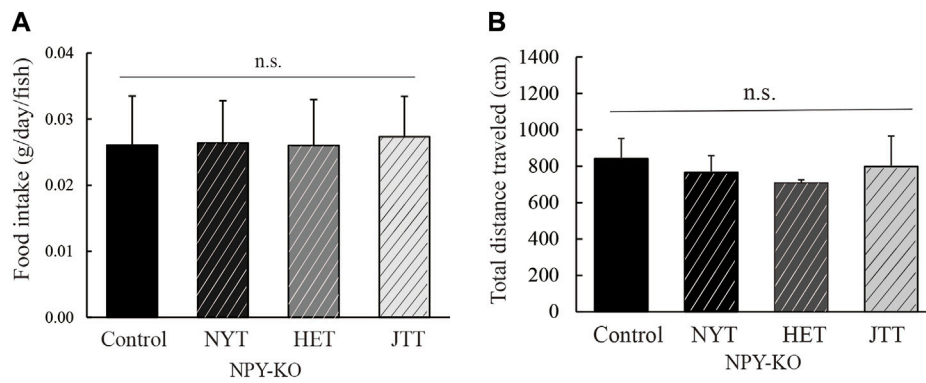 A
Food intake (g/day/fish)
0.04
0.03
0.02
0.01
0.00
n.s.
Control NYT HET JTT
NPY-KO
B
Total distance traveled (cm)
1400
1200
1000
800
600
400
200
0
n.s.
Control NYT HET JTT
NPY-KO